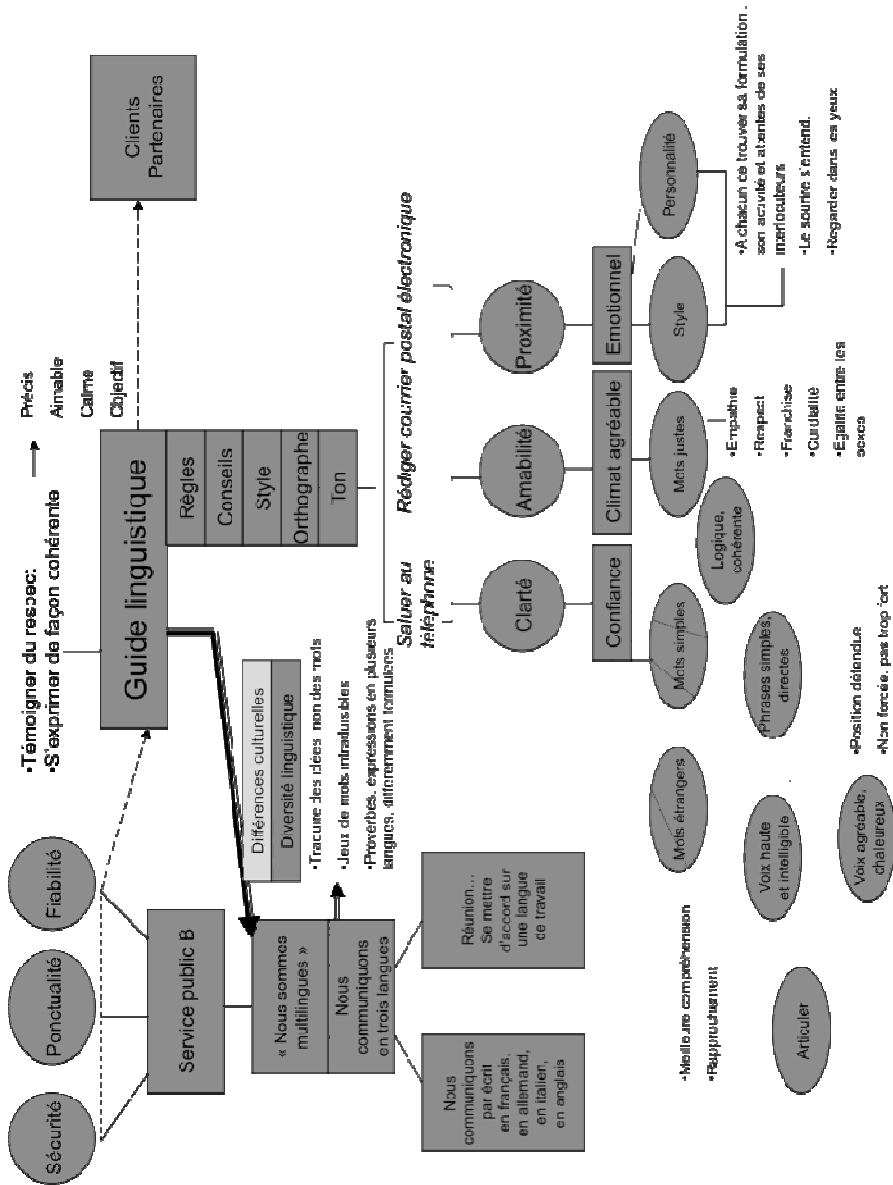 •Témoigner du respect
•S'exprimer de façon cohérente
Précis
Aimable
Calme
Objectif
Sécurité
Ponctualité
Fiabilité
Guide linguistique
Clients
Partenaires
Service public B
Règles
Conseils
Style
Orthographe
Ton
« Nous sommes
multilingues »
Nous
communiquons
en trois langues
Différences culturelles
Diversité linguistique
•Traduire des idées non des mots
•Jeux de mots intraduisibles
•Proverbes, expressions en plusieurs
langues, différemment formulées
Nous
communiquons
par écrit
en français,
en allemand,
en italien,
en anglais
Réunion...
Se mettre
d'accord sur
une langue
de travail
Saluer au
téléphone
Rédiger courrier postal électronique
Clarté
Amabilité
Proximité
Confiance
Climat agréable
Emotionnel
Mots étrangers
Mots simples
Mots justes
Style
Personnalité
•Meilleure compréhension
•Rapprochement
Logique,
cohérente
•Empathie
•Respect
•Franchise
•Cordialité
•Egalité entre les
sexes
•A chacun de trouver sa formulation,
son activité et attentes de ses
interlocuteurs
•Le sourire s'entend.
•Regarder dans les yeux
Articuler
Voix haute
et intelligible
Phrases simples,
directes
Voix agréable,
chaleureux
•Position détendue
•Non forcée, pas trop fort